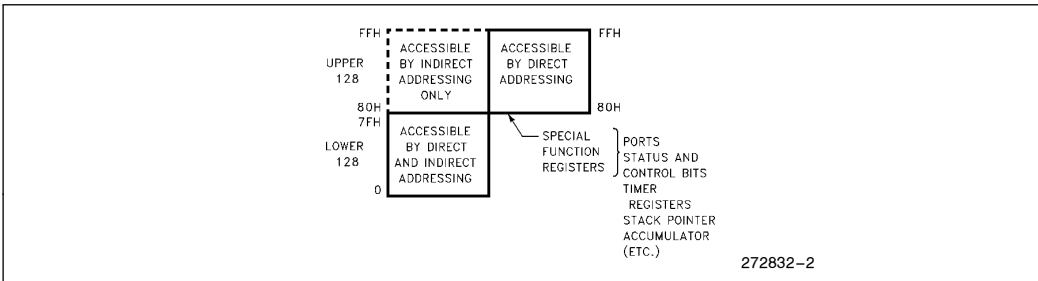 FFH
UPPER
128
80H
7FH
LOWER
128
0
ACCESSIBLE
BY INDIRECT
ADDRESSING
ONLY
ACCESSIBLE
BY DIRECT
ADDRESSING
FFH
80H
ACCESSIBLE
BY DIRECT
AND INDIRECT
ADDRESSING
SPECIAL
FUNCTION
REGISTERS
PORTS
STATUS AND
CONTROL BITS
TIMER
REGISTERS
STACK POINTER
ACCUMULATOR
(ETC.)
272832–2